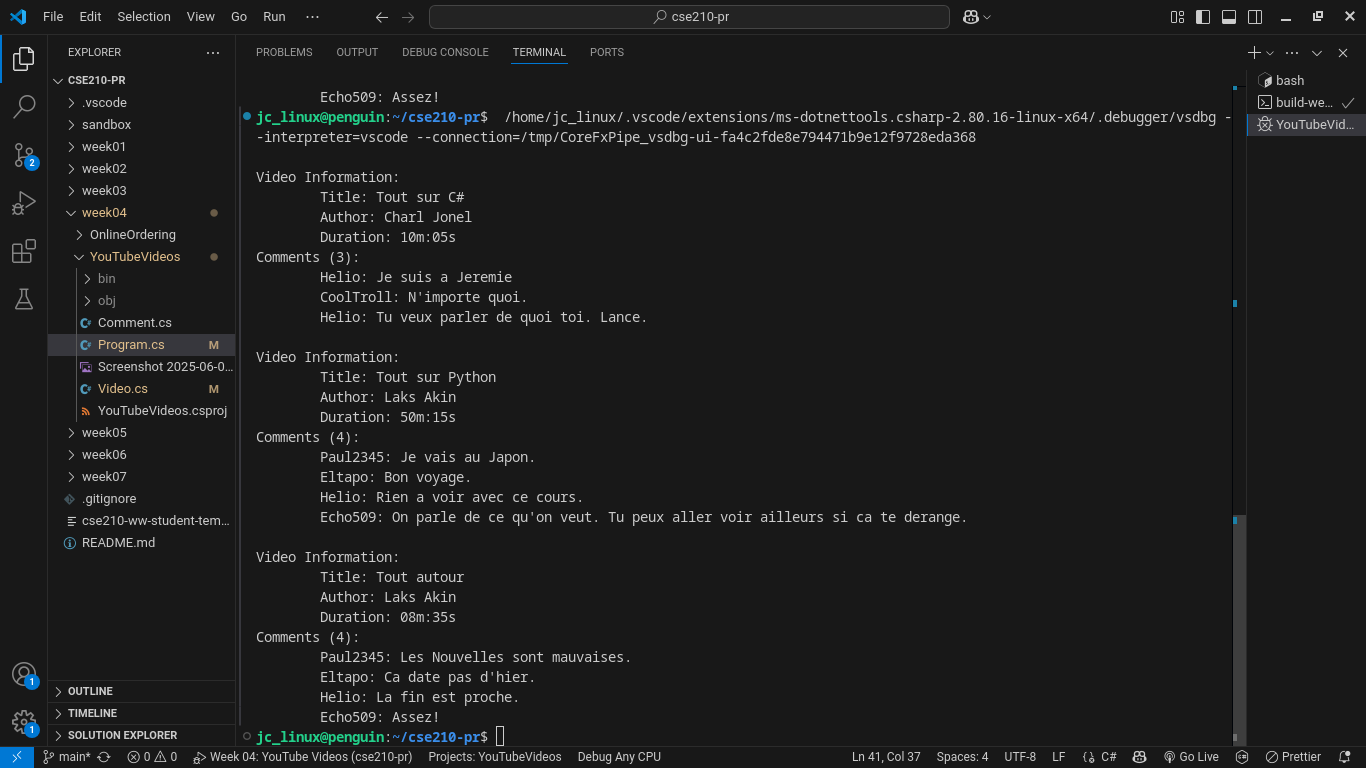 File Edit Selection View Go Run ··· cse210-pr
EXPLORER ···
CSE210-PR
.vscode
sandbox
week01
week02
week03
week04
OnlineOrdering
YouTubeVideos
bin
obj
Comment.cs
Program.cs M
Screenshot 2025-06-0...
Video.cs M
YouTubeVideos.csproj
week05
week06
week07
.gitignore
cse210-ww-student-tem...
README.md
OUTLINE
TIMELINE
SOLUTION EXPLORER
2
1
1
PROBLEMS OUTPUT DEBUG CONSOLE TERMINAL PORTS
Echo509: Assez!
jc_linux@penguin:~/cse210-pr$ /home/jc_linux/.vscode/extensions/ms-dotnettools.csharp-2.80.16-linux-x64/.debugger/vsdbg -
-interpreter=vscode --connection=/tmp/CoreFxPipe_vsdbg-ui-fa4c2fde8e794471b9e12f9728eda368
Video Information:
Title: Tout sur C#
Author: Charl Jonel
Duration: 10m:05s
Comments (3):
Helio: Je suis a Jeremie
CoolTroll: N'importe quoi.
Helio: Tu veux parler de quoi toi. Lance.
Video Information:
Title: Tout sur Python
Author: Laks Akin
Duration: 50m:15s
Comments (4):
Paul2345: Je vais au Japon.
Eltapo: Bon voyage.
Helio: Rien a voir avec ce cours.
Echo509: On parle de ce qu'on veut. Tu peux aller voir ailleurs si ca te derange.
Video Information:
Title: Tout autour
Author: Laks Akin
Duration: 08m:35s
Comments (4):
Paul2345: Les Nouvelles sont mauvaises.
Eltapo: Ca date pas d'hier.
Helio: La fin est proche.
Echo509: Assez!
jc_linux@penguin:~/cse210-pr$
bash
build-we...
YouTubeVid...
main* 0 0 Week 04: YouTube Videos (cse210-pr) Projects: YouTubeVideos Debug Any CPU Ln 41, Col 37 Spaces: 4 UTF-8 LF {} C# Go Live Prettier